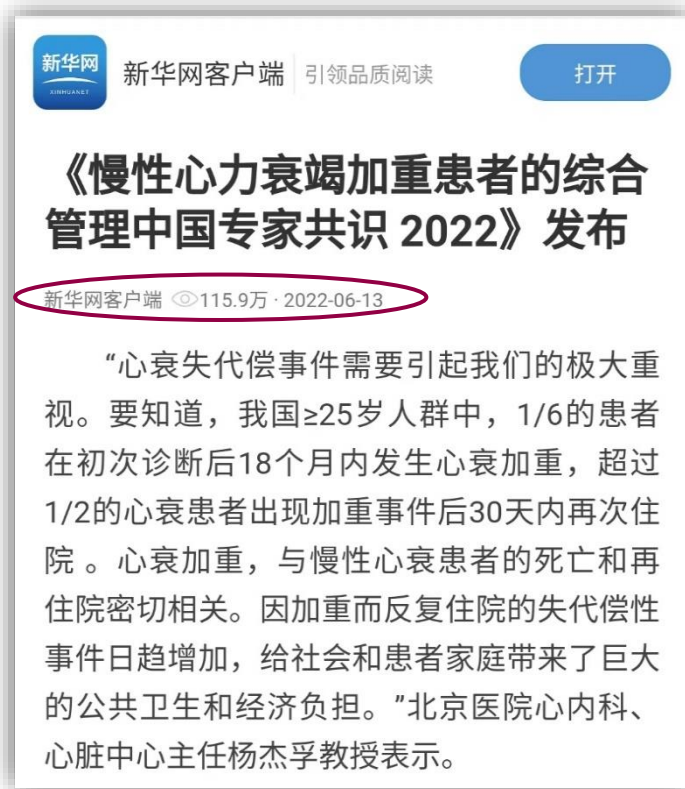 新华网
XINHUANET
新华网客户端 引领品质阅读
打开
《慢性心力衰竭加重患者的综合
管理中国专家共识 2022》发布
新华网客户端 115.9万 · 2022-06-13
“心衰失代偿事件需要引起我们的极大重
视。要知道，我国≥25岁人群中，1/6的患者
在初次诊断后18个月内发生心衰加重，超过
1/2的心衰患者出现加重事件后30天内再次住
院 。心衰加重，与慢性心衰患者的死亡和再
住院密切相关。因加重而反复住院的失代偿性
事件日趋增加，给社会和患者家庭带来了巨大
的公共卫生和经济负担。”北京医院心内科、
心脏中心主任杨杰孚教授表示。